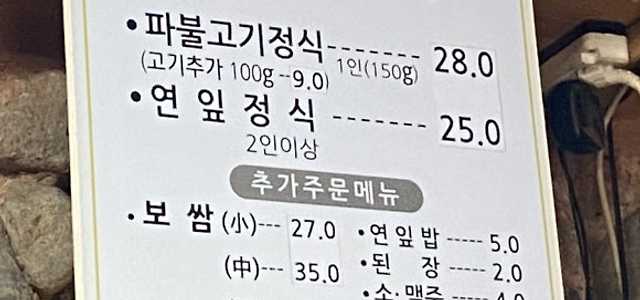 • 파불고기정식------- 28.0
(고기추가 100g --9.0) 1인(150g)
• 연 잎 정 식 ------- 25.0
2인이상
추가주문메뉴
• 보 쌈 (小)--- 27.0
(中)--- 35.0
• 연 잎 밥 ----- 5.0
• 된 장 ----- 2.0
• 소·맥주 ---- 4.0